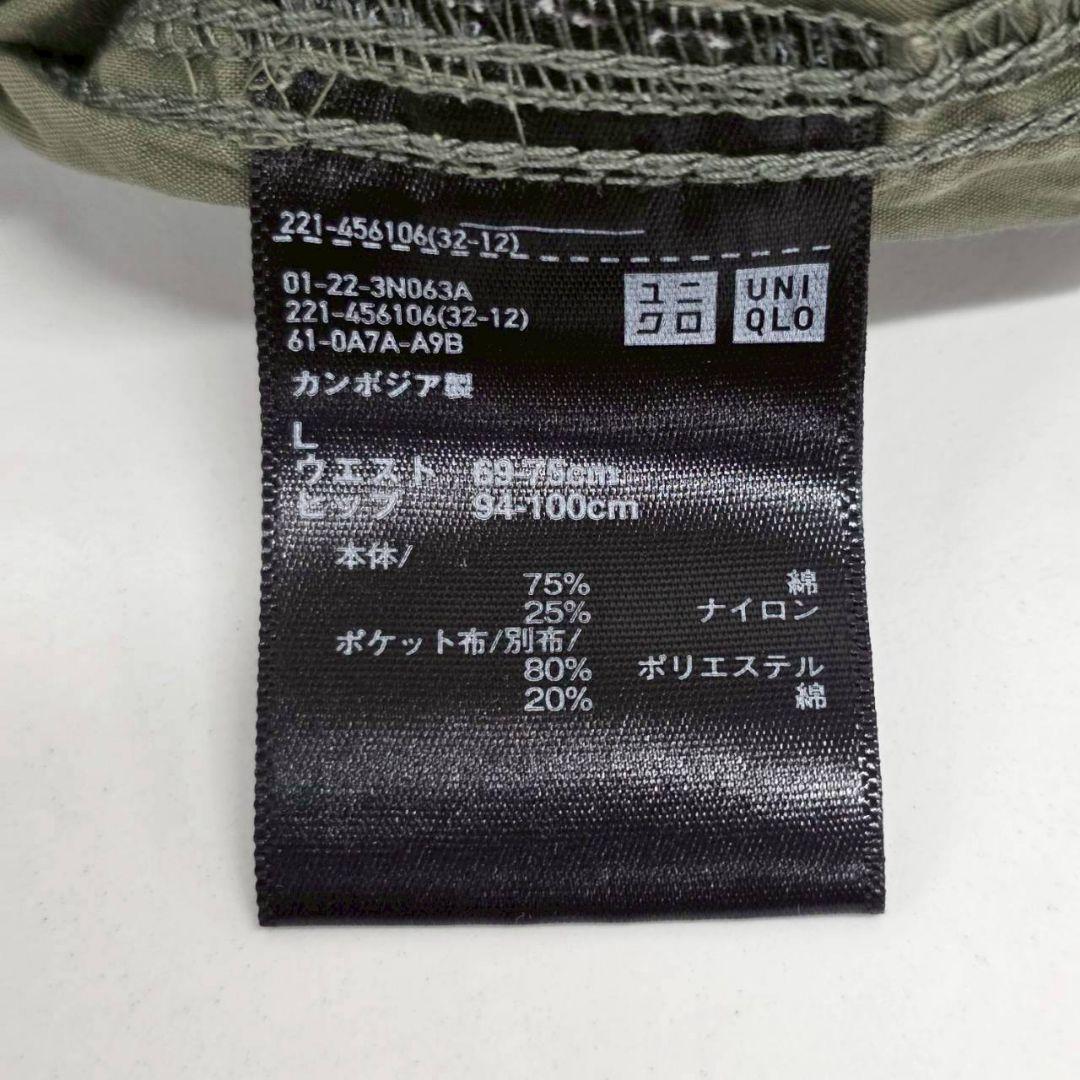 221-456106(32-12)
01-22-3N063A
221-456106(32-12)
61-0A7A-A9B
ユニ
クロ
UNI
QLO
カンボジア製
L
ウエスト 69-75cm
ヒップ 94-100cm
本体/
75% 綿
25% ナイロン
ポケット布/別布/
80% ポリエステル
20% 綿